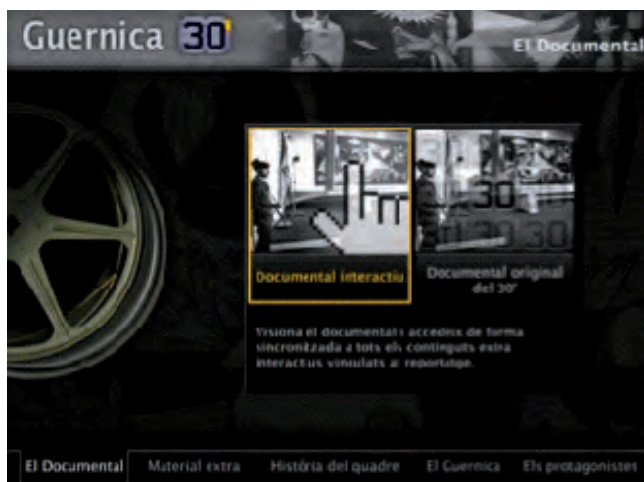 Guernica 30'
El Documental
30
Documental interactiu
Documental original
del 30'
Visiona el documental i accedeix de forma
sincronitzada a tots els continguts extra
interactius vinculats al reportatge.
El Documental Material extra Història del quadre El Guernica Els protagonistes